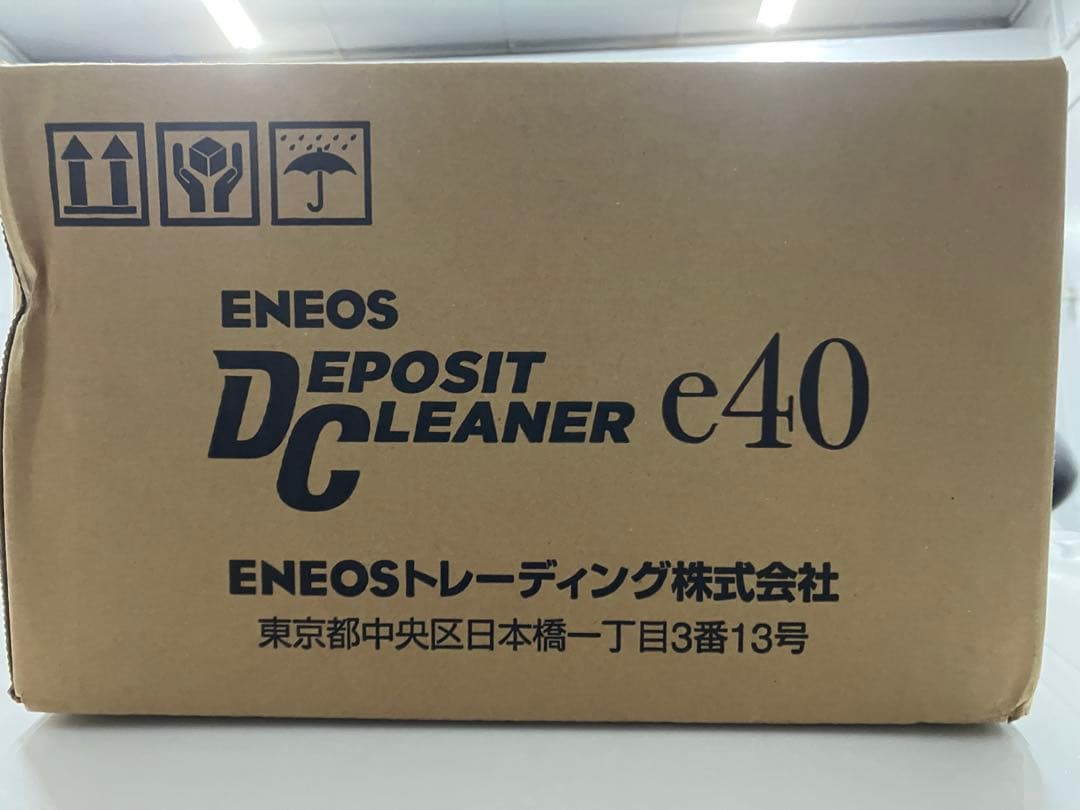 ENEOS
DEPOSIT
CLEANER e40
ENEOSトレーディング株式会社
東京都中央区日本橋一丁目3番13号